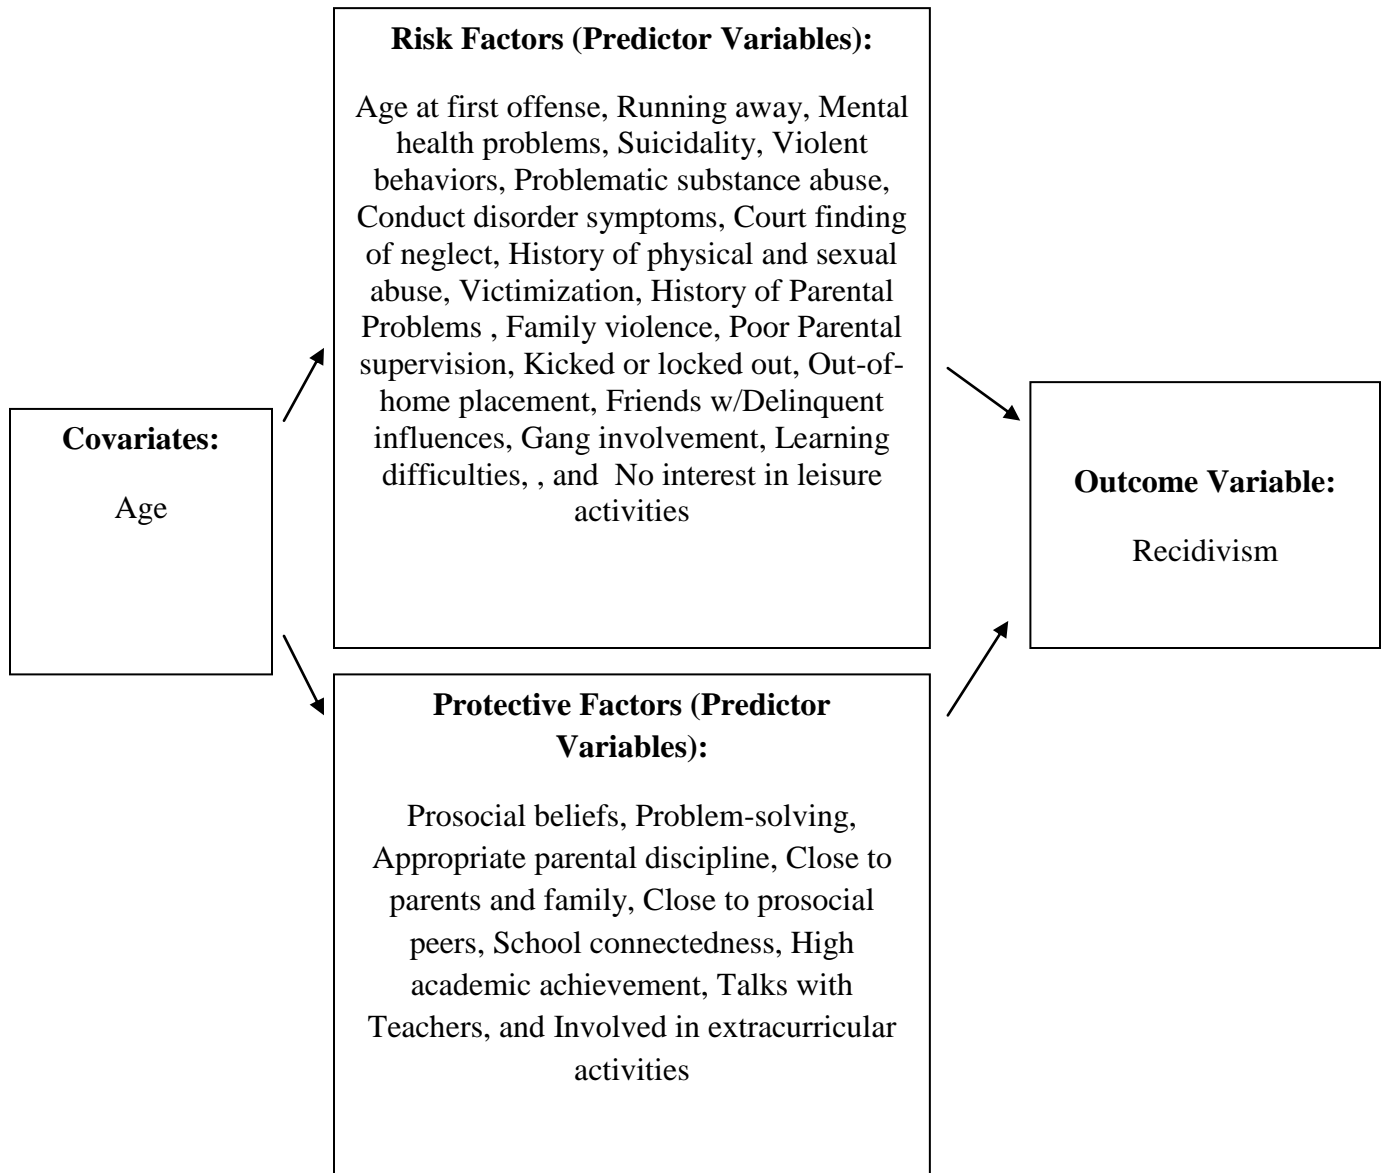 Risk Factors (Predictor Variables):
Age at first offense, Running away, Mental
health problems, Suicidality, Violent
behaviors, Problematic substance abuse,
Conduct disorder symptoms, Court finding
of neglect, History of physical and sexual
abuse, Victimization, History of Parental
Problems , Family violence, Poor Parental
supervision, Kicked or locked out, Out-of-
home placement, Friends w/Delinquent
influences, Gang involvement, Learning
difficulties, , and No interest in leisure
activities
Covariates:
Age
Outcome Variable:
Recidivism
Protective Factors (Predictor
Variables):
Prosocial beliefs, Problem-solving,
Appropriate parental discipline, Close to
parents and family, Close to prosocial
peers, School connectedness, High
academic achievement, Talks with
Teachers, and Involved in extracurricular
activities